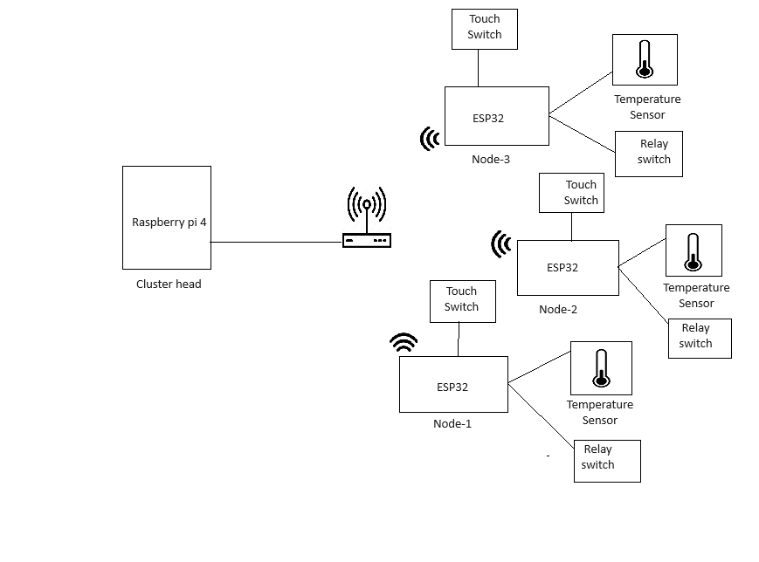 Touch
Switch
ESP32
Node-3
Temperature
Sensor
Relay
switch
Raspberry pi 4
Cluster head
Touch
Switch
ESP32
Node-2
Temperature
Sensor
Relay
switch
Touch
Switch
ESP32
Node-1
Temperature
Sensor
Relay
switch